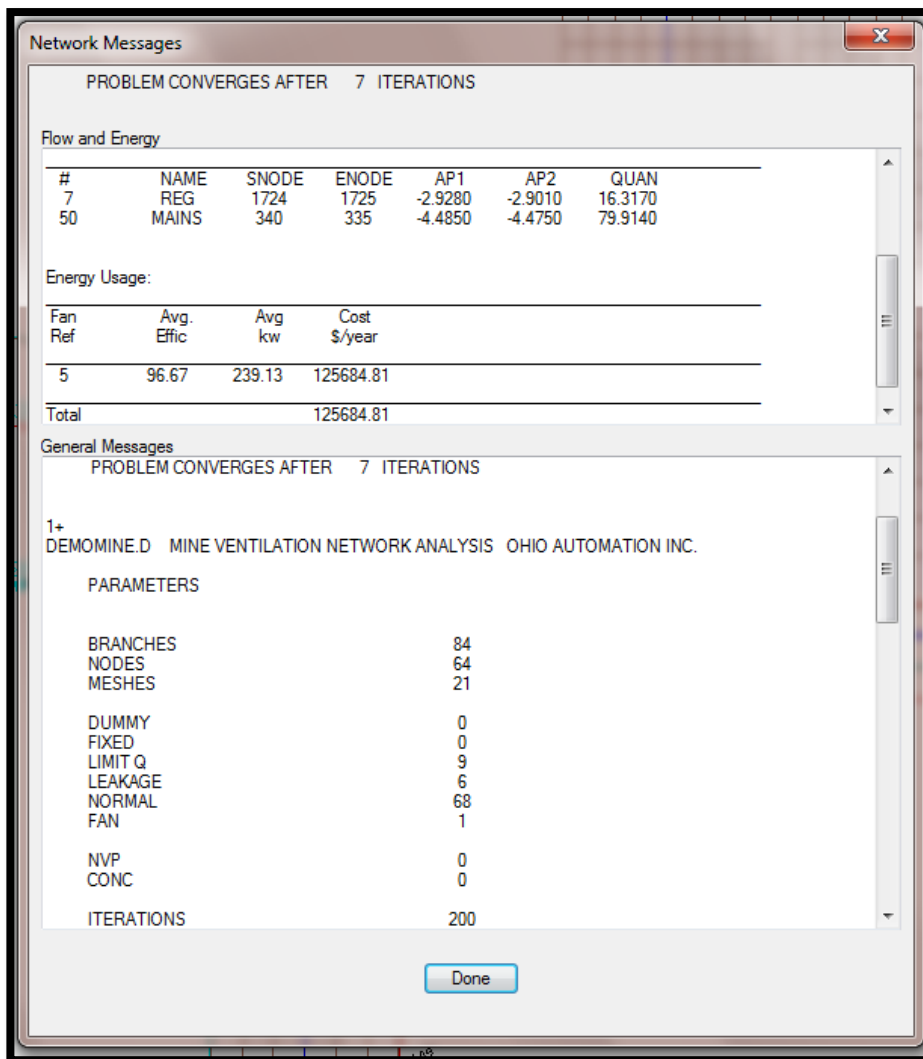 Network Messages
PROBLEM CONVERGES AFTER 7 ITERATIONS
Flow and Energy
# NAME SNODE ENODE AP1 AP2 QUAN
7 REG 1724 1725 -2.9280 -2.9010 16.3170
50 MAINS 340 335 -4.4850 -4.4750 79.9140
Energy Usage:
Fan Avg. Avg Cost
Ref Effic kw $/year
5 96.67 239.13 125684.81
Total 125684.81
General Messages
PROBLEM CONVERGES AFTER 7 ITERATIONS
1+
DEMOMINE.D MINE VENTILATION NETWORK ANALYSIS OHIO AUTOMATION INC.
PARAMETERS
BRANCHES 84
NODES 64
MESHES 21
DUMMY 0
FIXED 0
LIMIT Q 9
LEAKAGE 6
NORMAL 68
FAN 1
NVP 0
CONC 0
ITERATIONS 200
Done